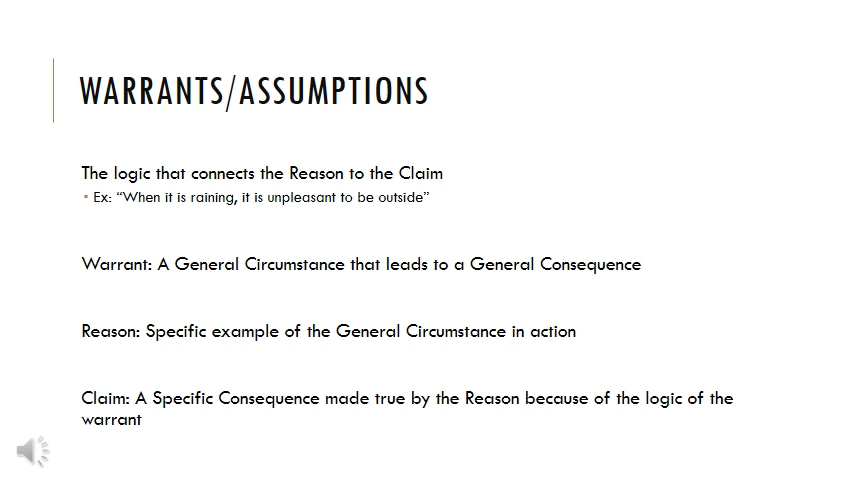 WARRANTS/ASSUMPTIONS
The logic that connects the Reason to the Claim
▪ Ex: “When it is raining, it is unpleasant to be outside”
Warrant: A General Circumstance that leads to a General Consequence
Reason: Specific example of the General Circumstance in action
Claim: A Specific Consequence made true by the Reason because of the logic of the
warrant